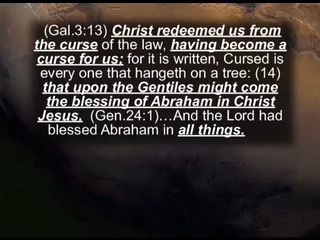 (Gal.3:13) Christ redeemed us from
the curse of the law, having become a
curse for us: for it is written, Cursed is
every one that hangeth on a tree: (14)
that upon the Gentiles might come
the blessing of Abraham in Christ
Jesus. (Gen.24:1)…And the Lord had
blessed Abraham in all things.